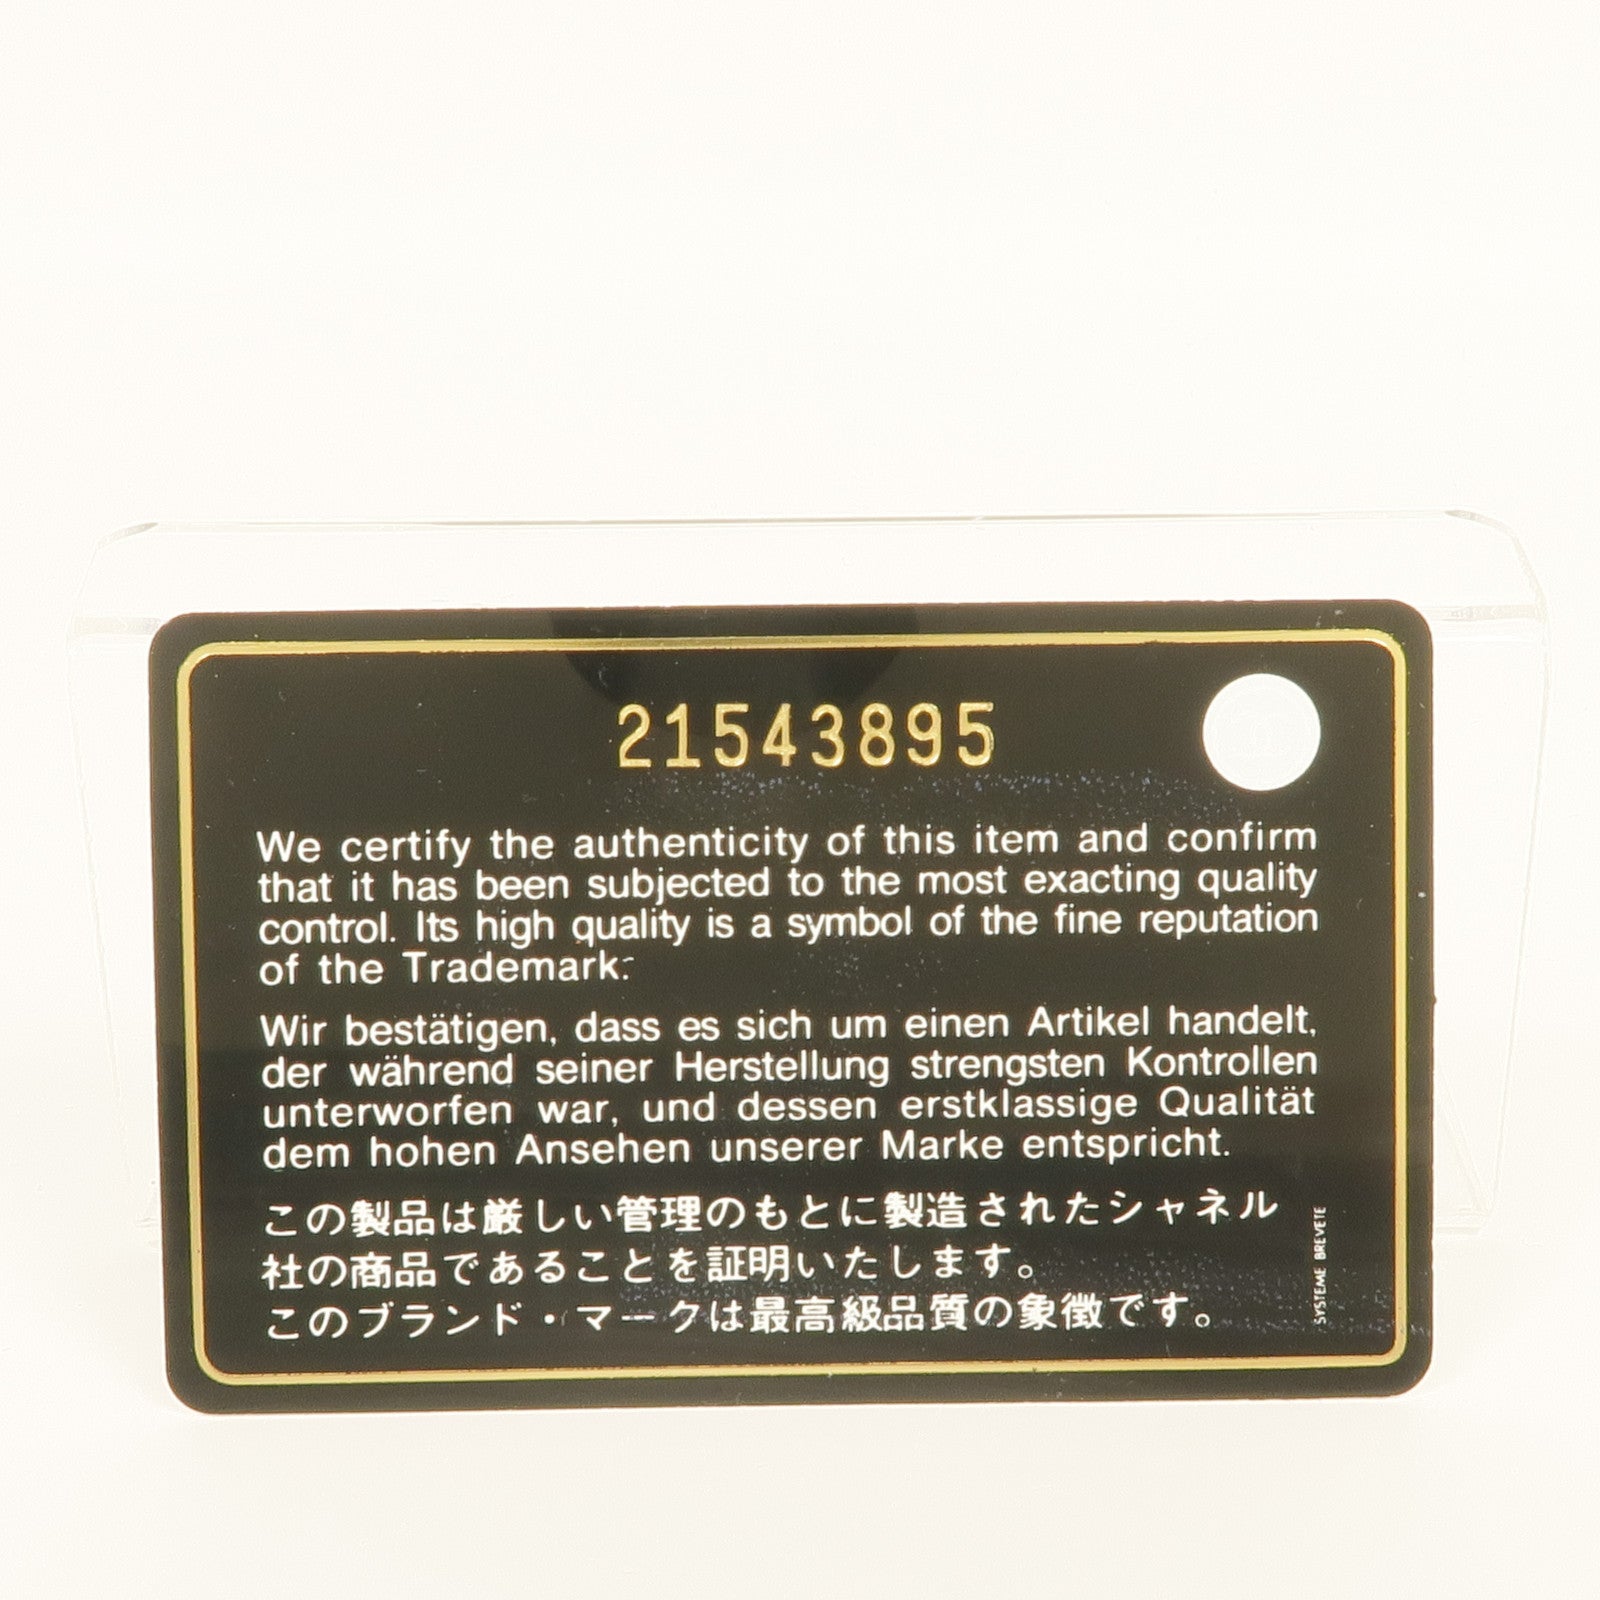 21543895
We certify the authenticity of this item and confirm
that it has been subjected to the most exacting quality
control. Its high quality is a symbol of the fine reputation
of the Trademark.
Wir bestätigen, dass es sich um einen Artikel handelt,
der während seiner Herstellung strengsten Kontrollen
unterworfen war, und dessen erstklassige Qualität
dem hohen Ansehen unserer Marke entspricht.
この製品は厳しい管理のもとに製造されたシャネル
社の商品であることを証明いたします。
このブランド・マークは最高級品質の象徴です。
SYSTEME BREVETE